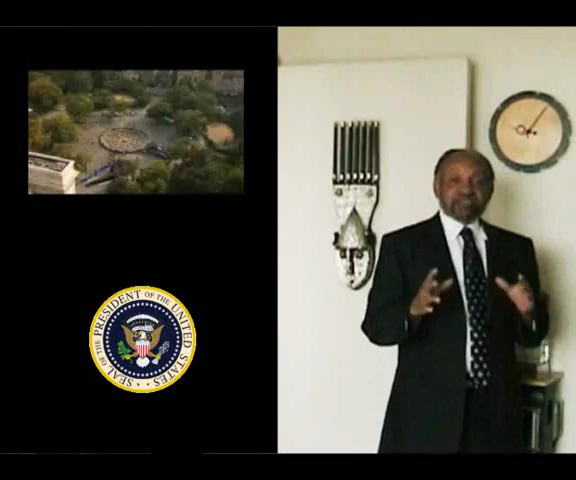 SEAL OF THE PRESIDENT OF THE UNITED STATES